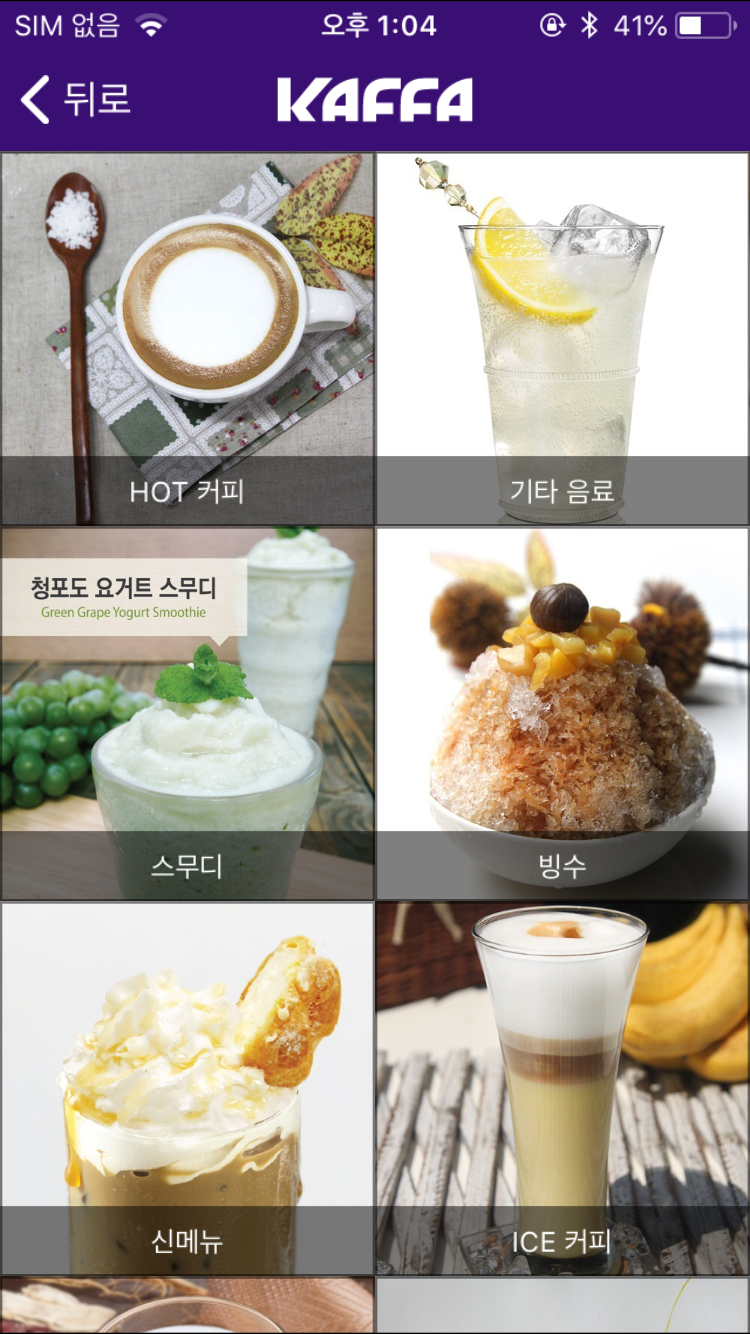 SIM 없음
오후 1:04
41%
뒤로
KAFFA
HOT 커피
기타 음료
청포도 요거트 스무디
Green Grape Yogurt Smoothie
스무디
빙수
신메뉴
ICE 커피